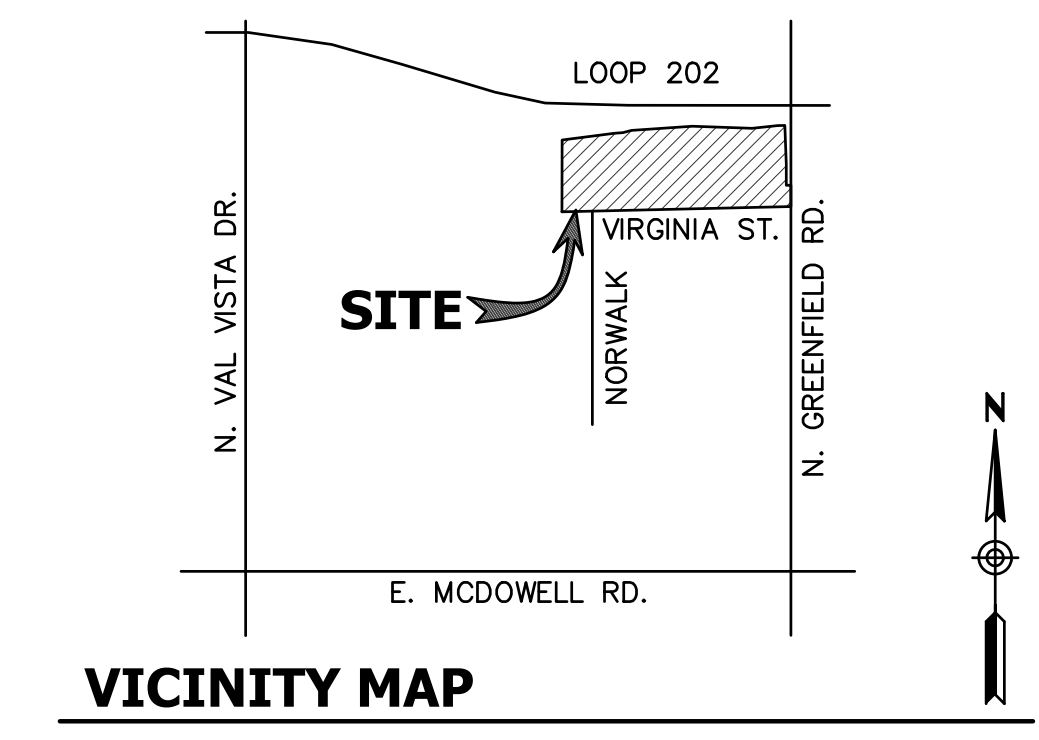 LOOP 202
N. VAL VISTA DR.
VIRGINIA ST.
N. GREENFIELD RD.
SITE
NORWALK
N
E. MCDOWELL RD.
VICINITY MAP